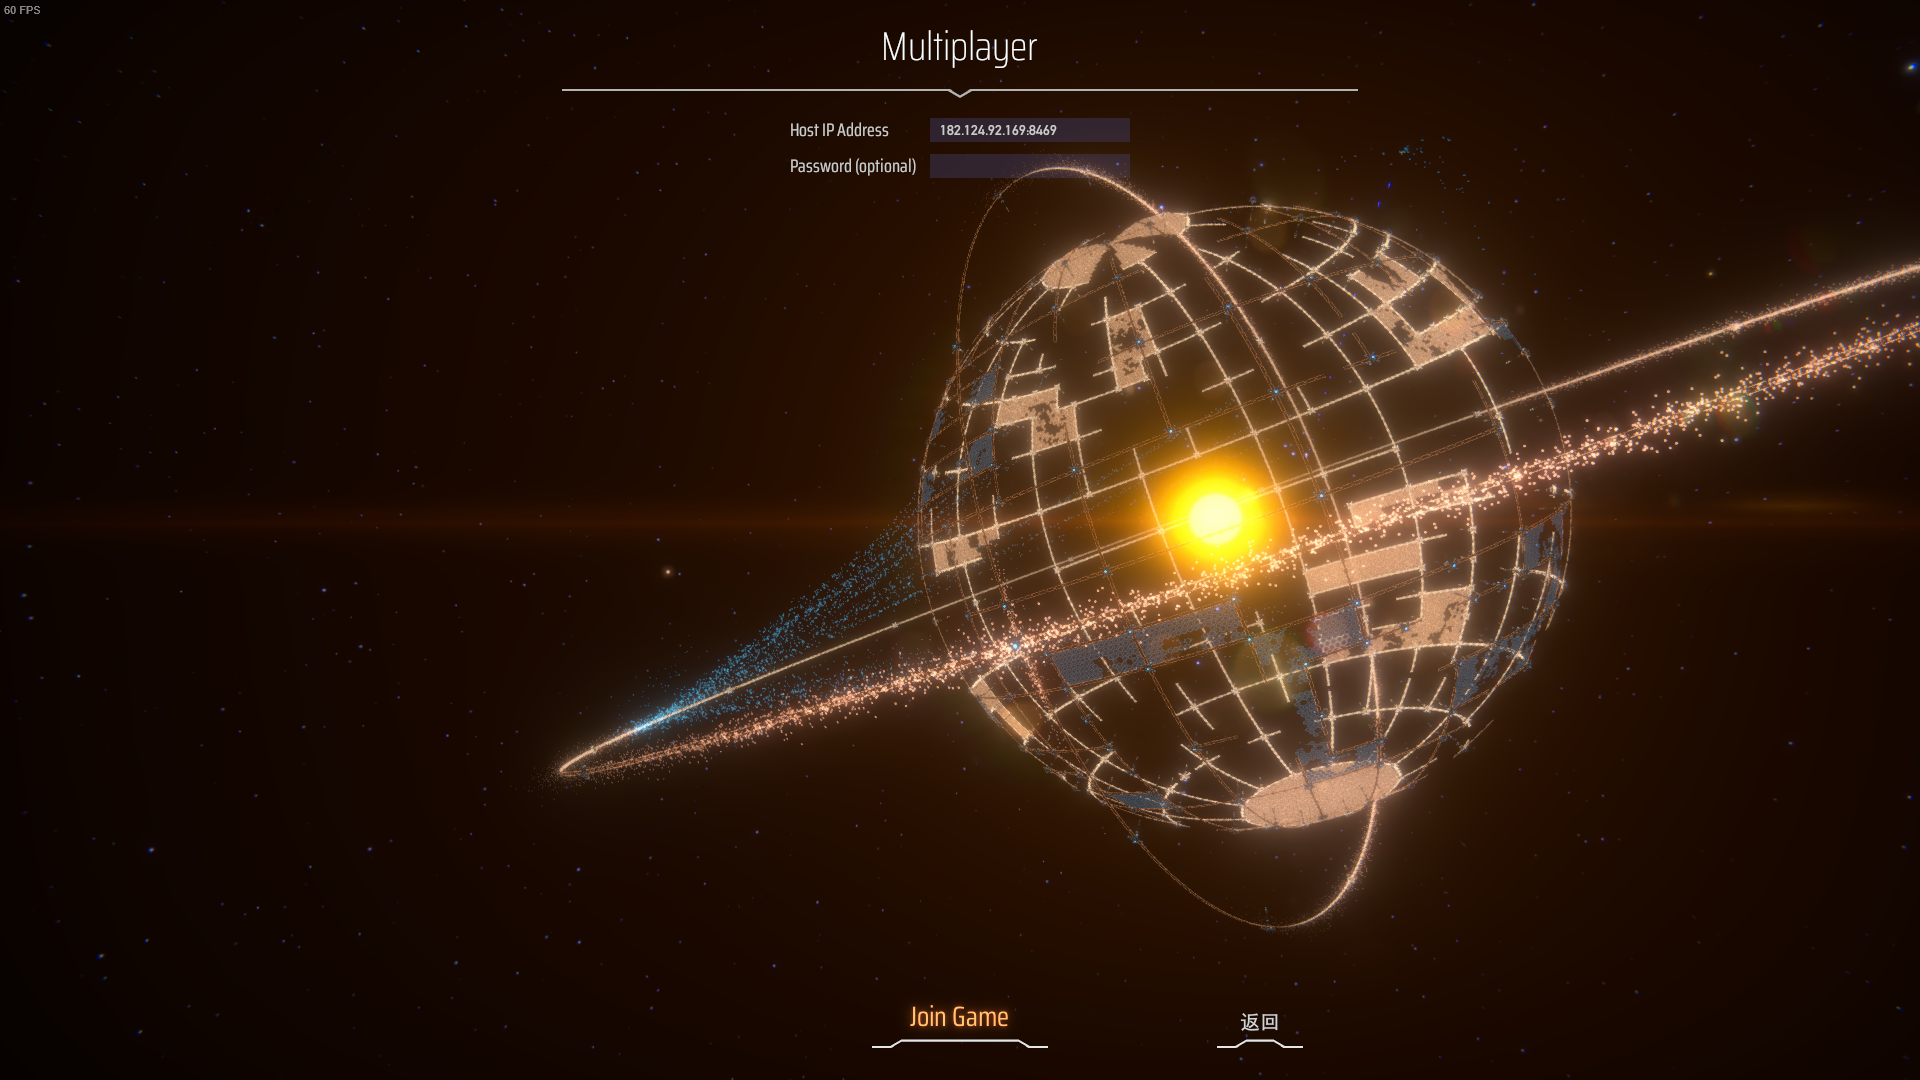 60 FPS
Multiplayer
Host IP Address 182.124.92.169:8469
Password (optional)
Join Game
返回